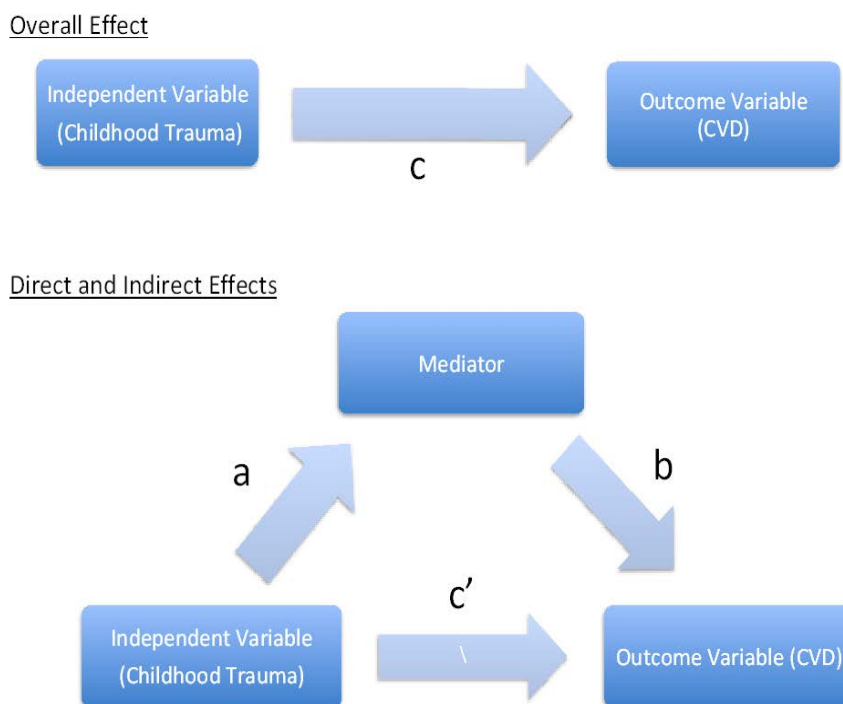 Overall Effect
Independent Variable
(Childhood Trauma)
Outcome Variable
(CVD)
c
Direct and Indirect Effects
Mediator
a
b
c’
Independent Variable
(Childhood Trauma)
\
Outcome Variable (CVD)